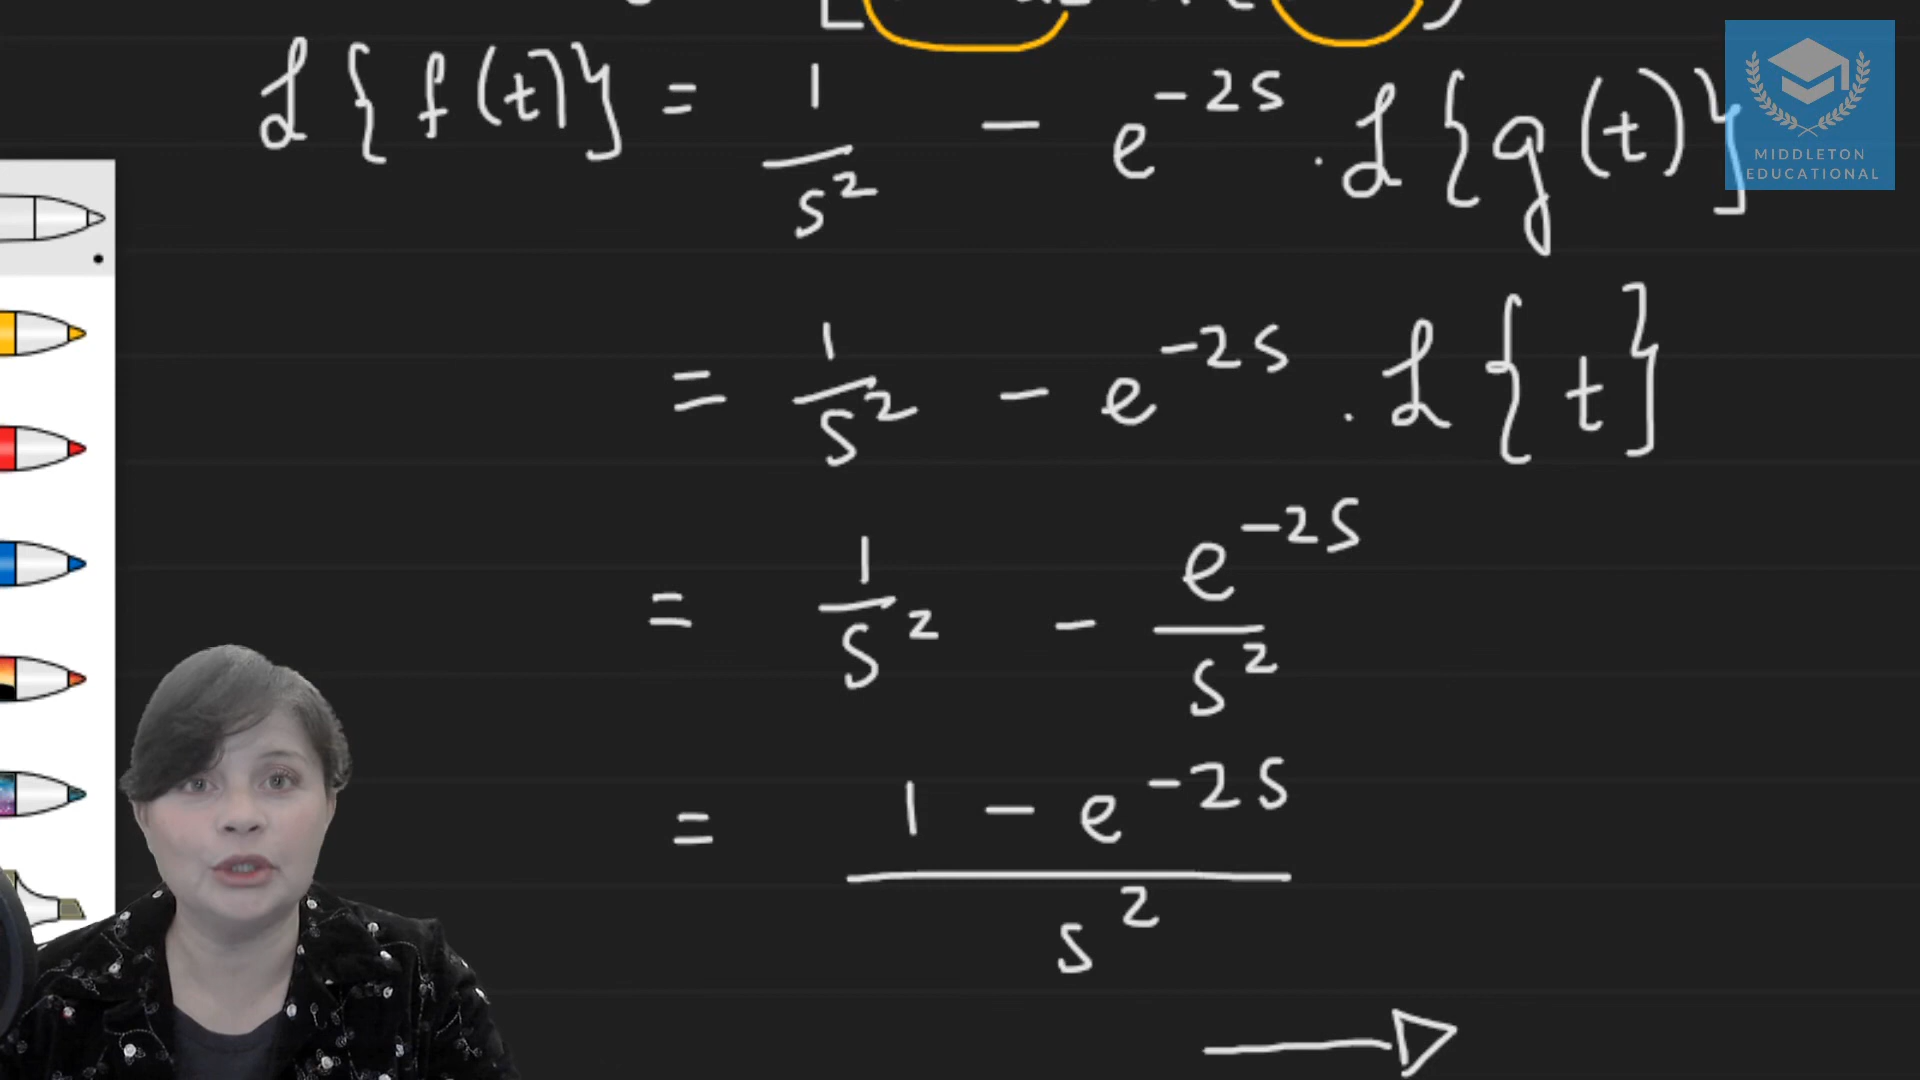 ℒ{f(t)} = 1/s² − e^(−2s) · ℒ{g(t)}
= 1/s² − e^(−2s) · ℒ{t}
= 1/s² − e^(−2s)/s²
= (1 − e^(−2s))/s²
MIDDLETON
EDUCATIONAL